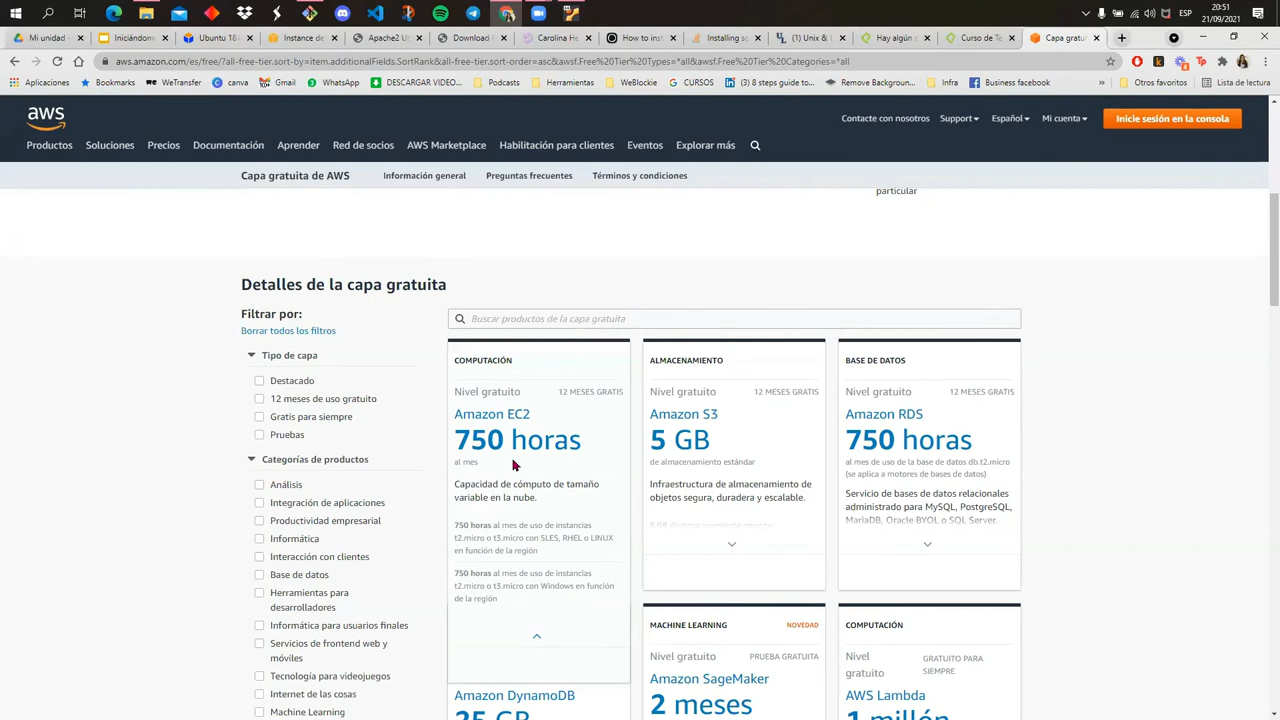 20:51
ESP
21/09/2021
Mi unidad
Iniciándome
Ubuntu 18.
Instance de
Apache2 Ub
Download F
Carolina He
How to inst
Installing sc
(1) Unix & L
Hay algún c
Curso de Te
Capa gratui
aws.amazon.com/es/free/?all-free-tier.sort-by=item.additionalFields.SortRank&all-free-tier.sort-order=asc&awsf.Free%20Tier%20Types=*all&awsf.Free%20Tier%20Categories=*all
Aplicaciones
Bookmarks
WeTransfer
canva
Gmail
WhatsApp
DESCARGAR VIDEO...
Podcasts
Herramientas
WeBlockie
CURSOS
(3) 8 steps guide to...
Remove Background...
Infra
Business facebook
»
Otros favoritos
Lista de lectura
aws
Contacte con nosotros
Support
Español
Mi cuenta
Inicie sesión en la consola
Productos
Soluciones
Precios
Documentación
Aprender
Red de socios
AWS Marketplace
Habilitación para clientes
Eventos
Explorar más
Capa gratuita de AWS
Información general
Preguntas frecuentes
Términos y condiciones
particular
Detalles de la capa gratuita
Filtrar por:
Borrar todos los filtros
Tipo de capa
Destacado
12 meses de uso gratuito
Gratis para siempre
Pruebas
Categorías de productos
Análisis
Integración de aplicaciones
Productividad empresarial
Informática
Interacción con clientes
Base de datos
Herramientas para
desarrolladores
Informática para usuarios finales
Servicios de frontend web y
móviles
Tecnología para videojuegos
Internet de las cosas
Machine Learning
Buscar productos de la capa gratuita
COMPUTACIÓN
Nivel gratuito
12 MESES GRATIS
Amazon EC2
750 horas
al mes
Capacidad de cómputo de tamaño
variable en la nube.
750 horas al mes de uso de instancias
t2.micro o t3.micro con SLES, RHEL o LINUX
en función de la región
750 horas al mes de uso de instancias
t2.micro o t3.micro con Windows en función
de la región
Amazon DynamoDB
25 GB
ALMACENAMIENTO
Nivel gratuito
12 MESES GRATIS
Amazon S3
5 GB
de almacenamiento estándar
Infraestructura de almacenamiento de
objetos segura, duradera y escalable.
5 GB de almacenamiento estándar
BASE DE DATOS
Nivel gratuito
12 MESES GRATIS
Amazon RDS
750 horas
al mes de uso de la base de datos db.t2.micro
(se aplica a motores de bases de datos)
Servicio de bases de datos relacionales
administrado para MySQL, PostgreSQL,
MariaDB, Oracle BYOL o SQL Server.
MACHINE LEARNING
NOVEDAD
Nivel gratuito
PRUEBA GRATUITA
Amazon SageMaker
2 meses
COMPUTACIÓN
Nivel
gratuito
GRATUITO PARA
SIEMPRE
AWS Lambda
1 millón